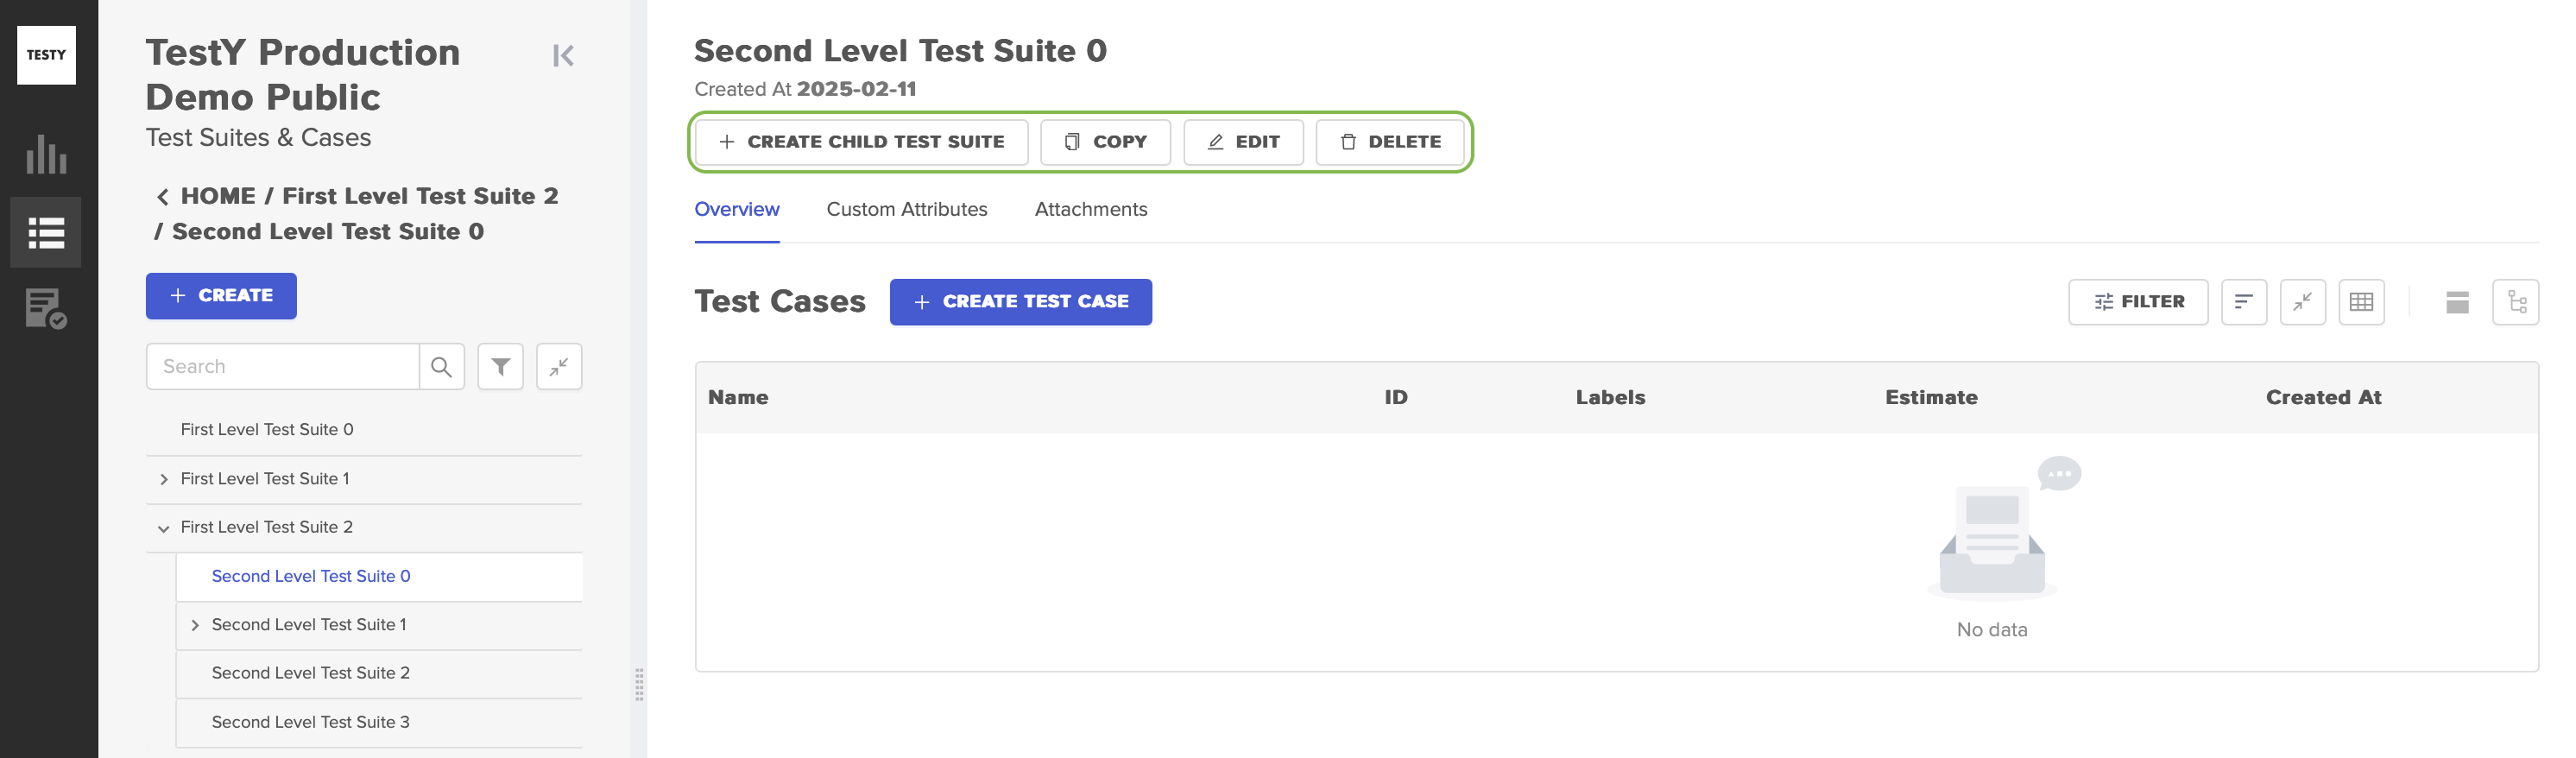 TESTY
TestY Production
Demo Public
Test Suites & Cases
HOME / First Level Test Suite 2
/ Second Level Test Suite 0
+ CREATE
Search
First Level Test Suite 0
First Level Test Suite 1
First Level Test Suite 2
Second Level Test Suite 0
Second Level Test Suite 1
Second Level Test Suite 2
Second Level Test Suite 3
Second Level Test Suite 0
Created At 2025-02-11
+ CREATE CHILD TEST SUITE COPY EDIT DELETE
Overview Custom Attributes Attachments
Test Cases + CREATE TEST CASE FILTER
Name ID Labels Estimate Created At
No data